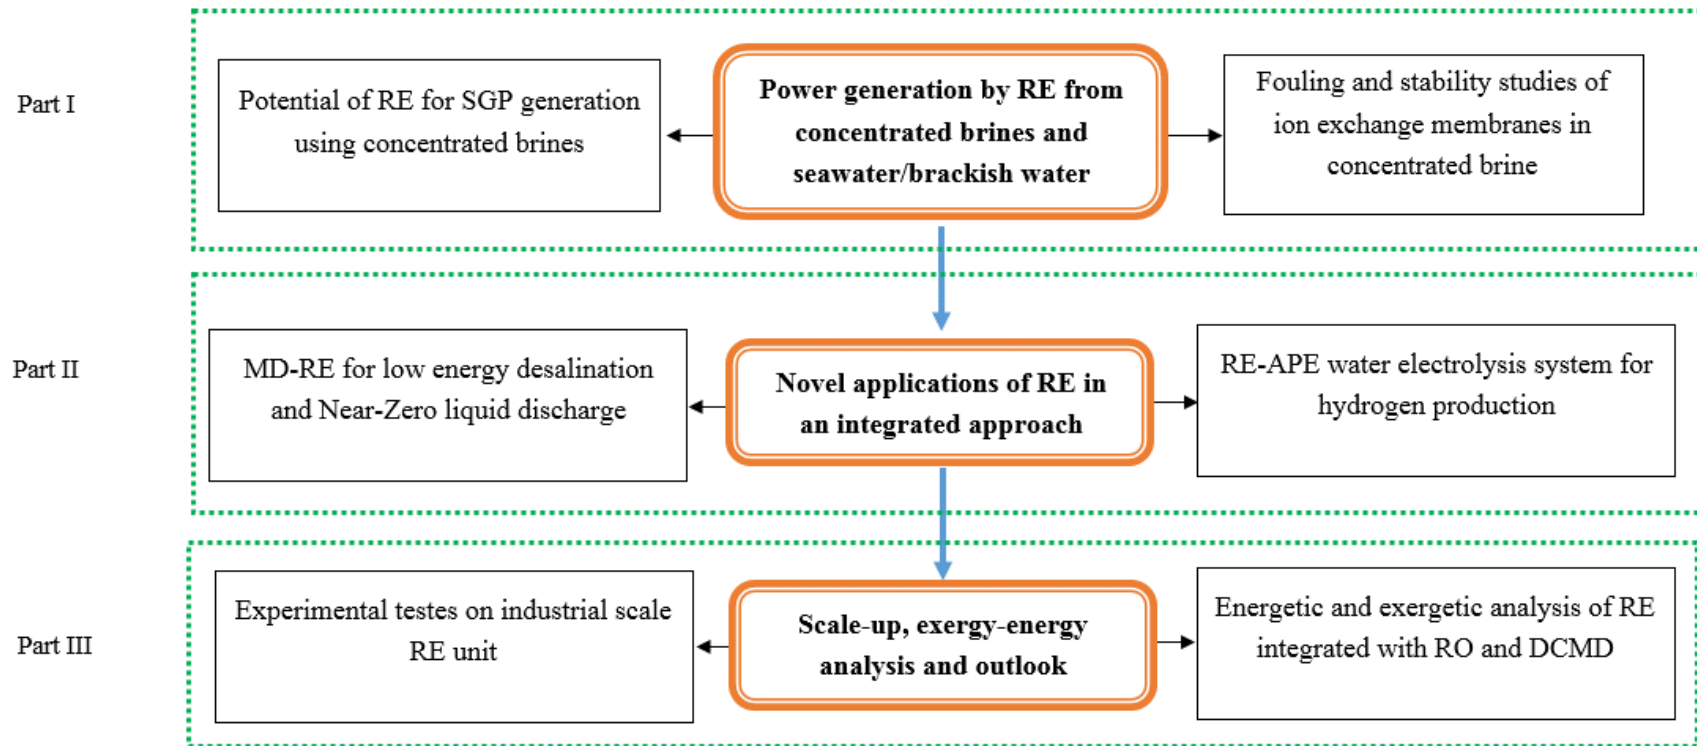 Part I
Potential of RE for SGP generation
using concentrated brines
Power generation by RE from
concentrated brines and
seawater/brackish water
Fouling and stability studies of
ion exchange membranes in
concentrated brine
Part II
MD-RE for low energy desalination
and Near-Zero liquid discharge
Novel applications of RE in
an integrated approach
RE-APE water electrolysis system for
hydrogen production
Part III
Experimental testes on industrial scale
RE unit
Scale-up, exergy-energy
analysis and outlook
Energetic and exergetic analysis of RE
integrated with RO and DCMD